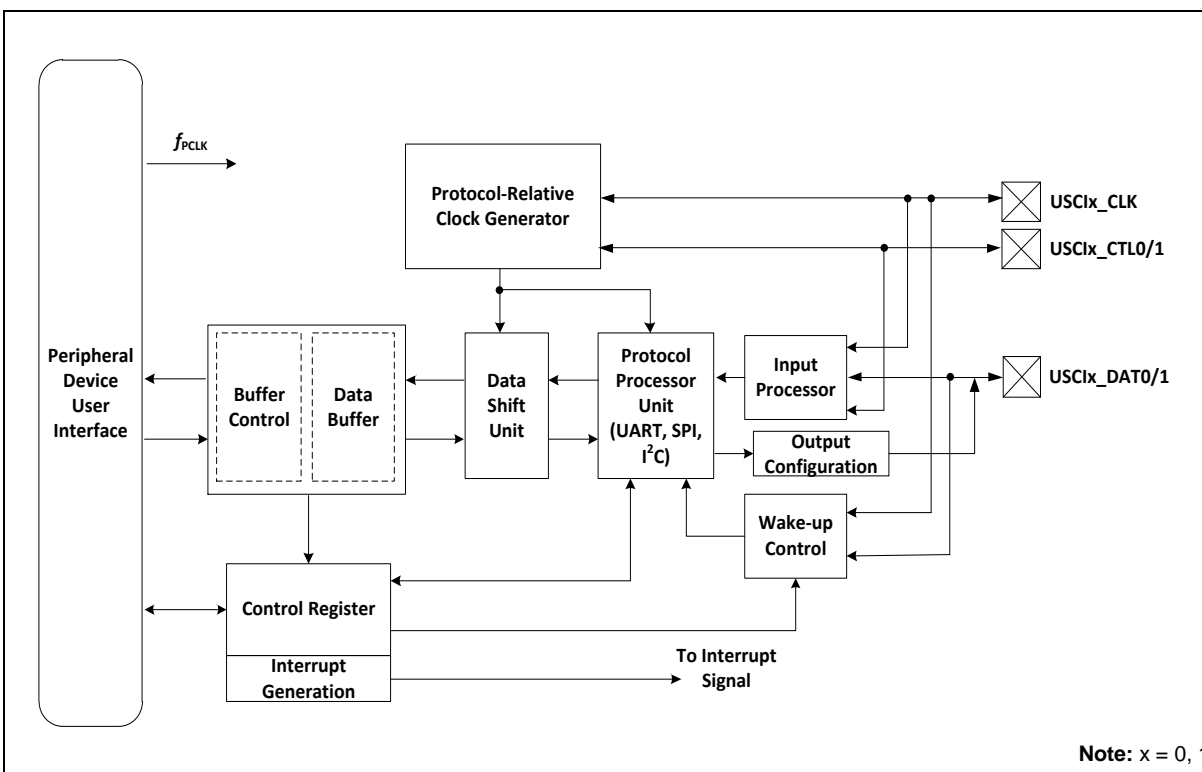 fPCLK
Protocol-Relative
Clock Generator
USCIx_CLK
USCIx_CTL0/1
Peripheral
Device
User
Interface
Buffer
Control
Data
Buffer
Data
Shift
Unit
Protocol
Processor
Unit
(UART, SPI,
I²C)
Input
Processor
USCIx_DAT0/1
Output
Configuration
Wake-up
Control
Control Register
Interrupt
Generation
To Interrupt
Signal
Note: x = 0,